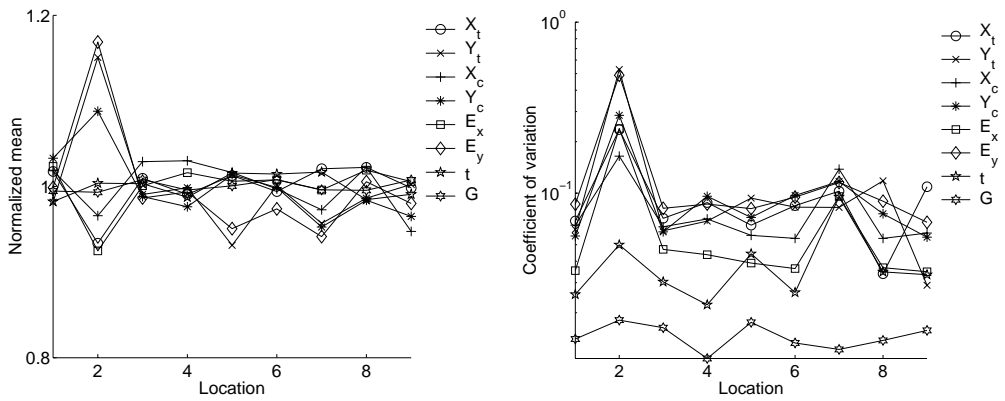 1.2
1
0.8
Normalized mean
2
4
6
8
Location
X_t
Y_t
X_c
Y_c
E_x
E_y
t
G
10^0
10^-1
Coefficient of variation
2
4
6
8
Location
X_t
Y_t
X_c
Y_c
E_x
E_y
t
G